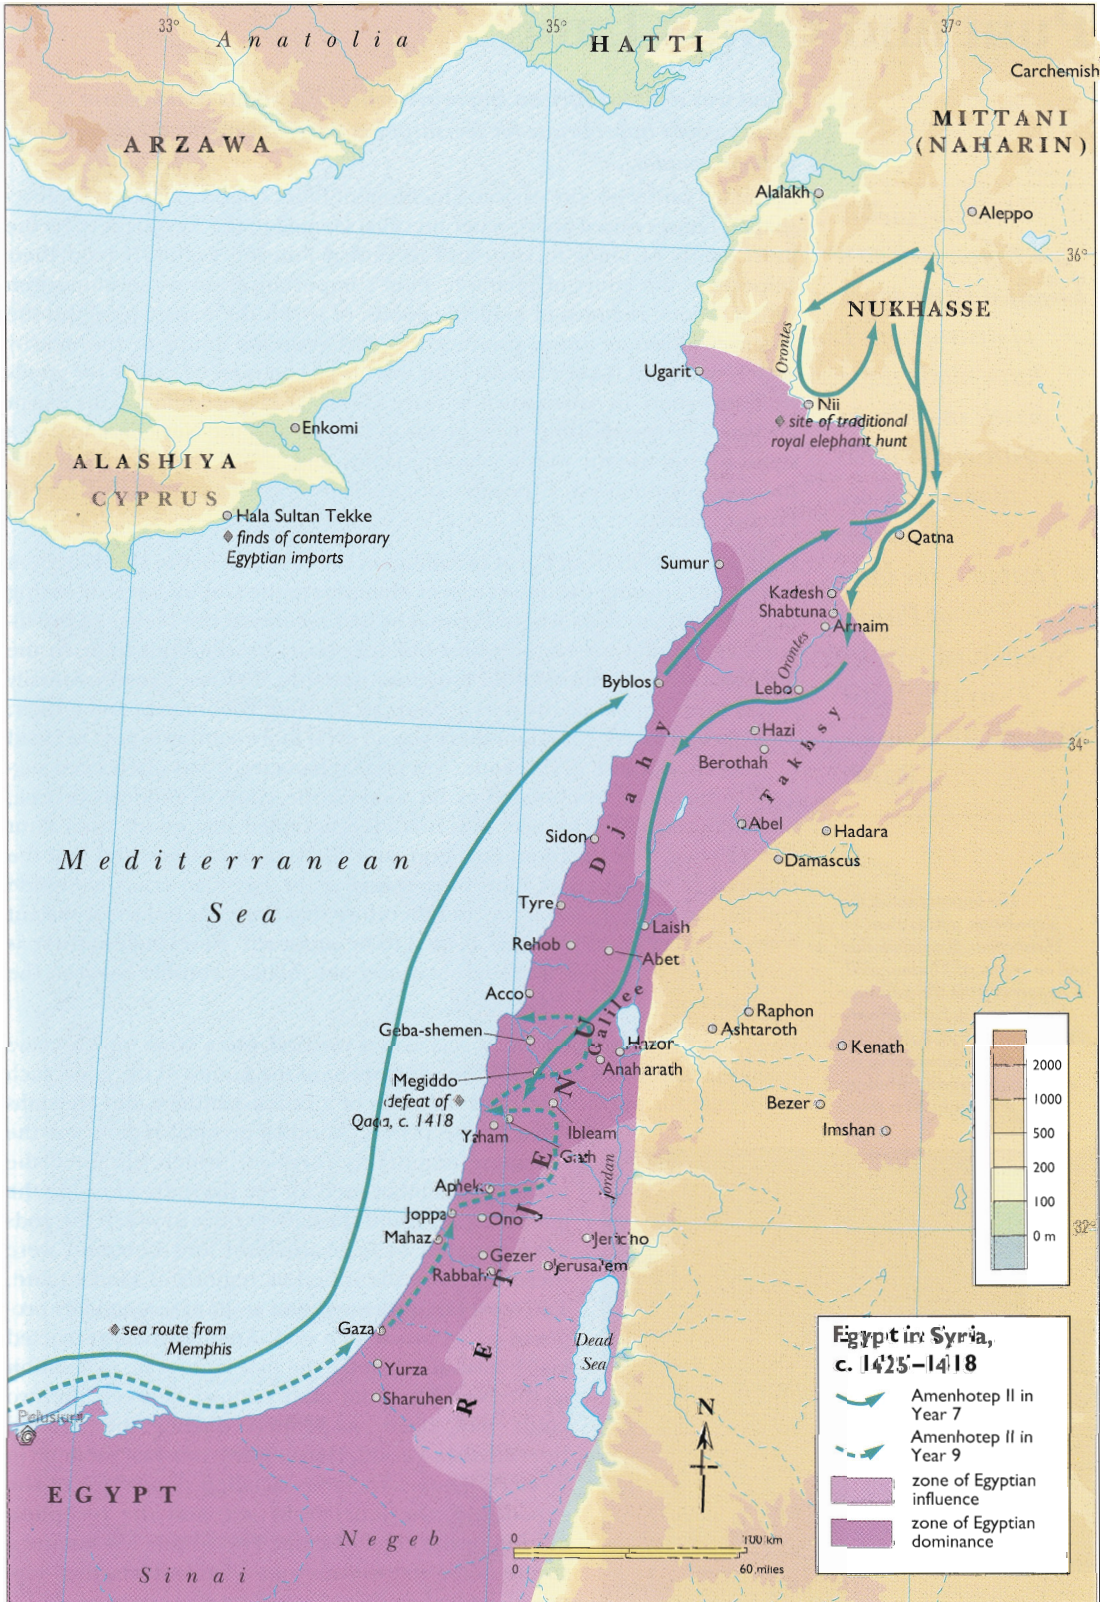 33°
35°
37°
Anatolia
HATTI
Carchemish
ARZAWA
MITTANI
(NAHARIN)
Alalakh
Aleppo
36°
NUKHASSE
Orontes
Ugarit
Nii
site of traditional
royal elephant hunt
Enkomi
ALASHIYA
CYPRUS
Hala Sultan Tekke
finds of contemporary
Egyptian imports
Qatna
Sumur
Kadesh
Shabtuna
Arnaim
Orontes
Byblos
Lebo
Hazi
Berothah
34°
Takhsy
Djahy
Abel
Hadara
Damascus
Sidon
Mediterranean
Sea
Tyre
Laish
Rehob
Abet
Acco
Galilee
Raphon
Ashtaroth
Geba-shemen
Hazor
Kenath
Anaharath
Megiddo
defeat of
Qaqa, c. 1418
Bezer
Imshan
Yaham
Ibleam
Gath
Jordan
Aphek
Joppa
Ono
32°
Mahaz
Jericho
Gezer
Rabbah
Jerusalem
RETJENU
sea route from
Memphis
Gaza
Dead
Sea
Yurza
Sharuhen
Pelusium
EGYPT
Negeb
Sinai
N
0
100 km
0
60 miles
2000
1000
500
200
100
0 m
Egypt in Syria,
c. 1425–1418
Amenhotep II in
Year 7
Amenhotep II in
Year 9
zone of Egyptian
influence
zone of Egyptian
dominance